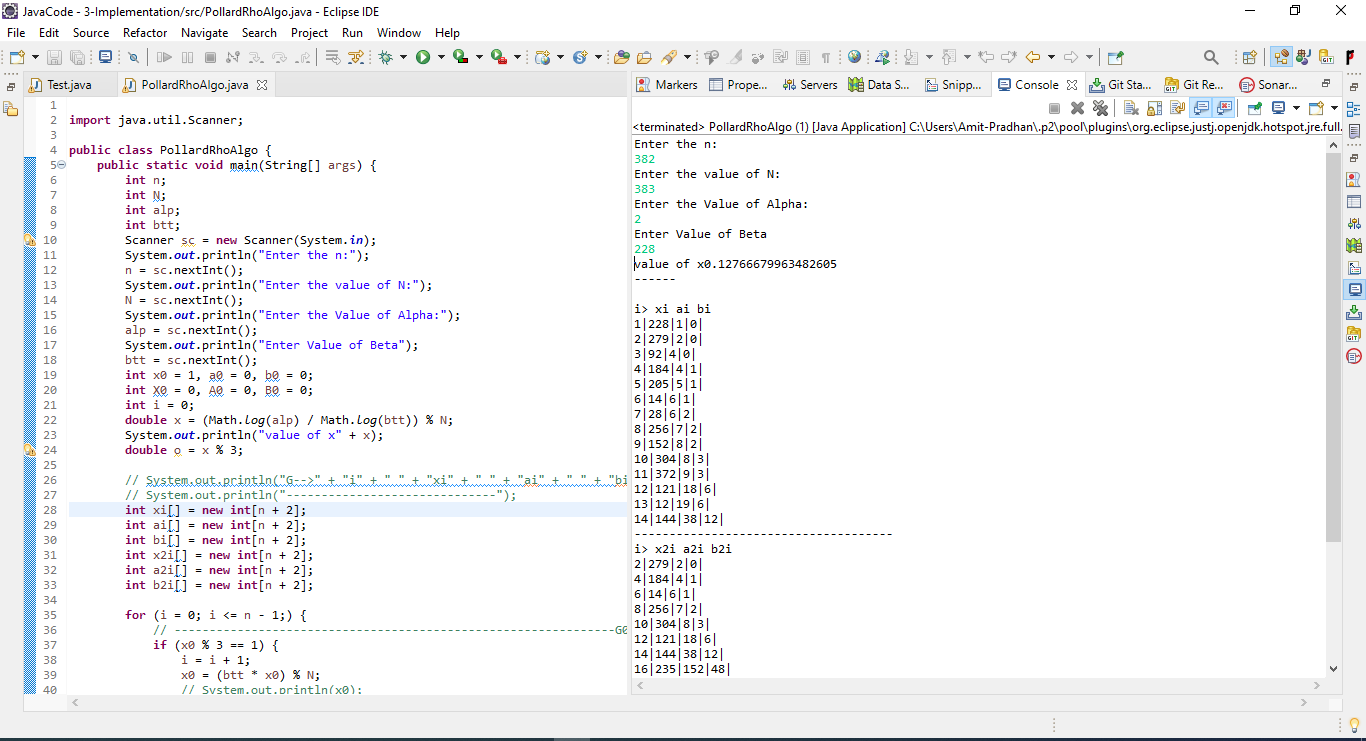 JavaCode - 3-Implementation/src/PollardRhoAlgo.java - Eclipse IDE
File Edit Source Refactor Navigate Search Project Run Window Help
Test.java PollardRhoAlgo.java
1
2 import java.util.Scanner;
3
4 public class PollardRhoAlgo {
5 public static void main(String[] args) {
6 int n;
7 int N;
8 int alp;
9 int btt;
10 Scanner sc = new Scanner(System.in);
11 System.out.println("Enter the n:");
12 n = sc.nextInt();
13 System.out.println("Enter the value of N:");
14 N = sc.nextInt();
15 System.out.println("Enter the Value of Alpha:");
16 alp = sc.nextInt();
17 System.out.println("Enter Value of Beta");
18 btt = sc.nextInt();
19 int x0 = 1, a0 = 0, b0 = 0;
20 int X0 = 0, A0 = 0, B0 = 0;
21 int i = 0;
22 double x = (Math.log(alp) / Math.log(btt)) % N;
23 System.out.println("value of x" + x);
24 double o = x % 3;
25
26 // System.out.println("G-->" + "i" + " " + "xi" + " " + "ai" + " " + "bi
27 // System.out.println("------------------------------");
28 int xi[] = new int[n + 2];
29 int ai[] = new int[n + 2];
30 int bi[] = new int[n + 2];
31 int x2i[] = new int[n + 2];
32 int a2i[] = new int[n + 2];
33 int b2i[] = new int[n + 2];
34
35 for (i = 0; i <= n - 1;) {
36 // ---------------------------------------------------------------G0
37 if (x0 % 3 == 1) {
38 i = i + 1;
39 x0 = (btt * x0) % N;
40 // System.out.println(x0);
Markers Prope... Servers Data S... Snipp... Console Git Sta... Git Re... Sonar...
<terminated> PollardRhoAlgo (1) [Java Application] C:\Users\Amit-Pradhan\.p2\pool\plugins\org.eclipse.justj.openjdk.hotspot.jre.full.
Enter the n:
382
Enter the value of N:
383
Enter the Value of Alpha:
2
Enter Value of Beta
228
value of x0.12766679963482605
------
i> xi ai bi
1|228|1|0|
2|279|2|0|
3|92|4|0|
4|184|4|1|
5|205|5|1|
6|14|6|1|
7|28|6|2|
8|256|7|2|
9|152|8|2|
10|304|8|3|
11|372|9|3|
12|121|18|6|
13|12|19|6|
14|144|38|12|
-------------------------------------
i> x2i a2i b2i
2|279|2|0|
4|184|4|1|
6|14|6|1|
8|256|7|2|
10|304|8|3|
12|121|18|6|
14|144|38|12|
16|235|152|48|